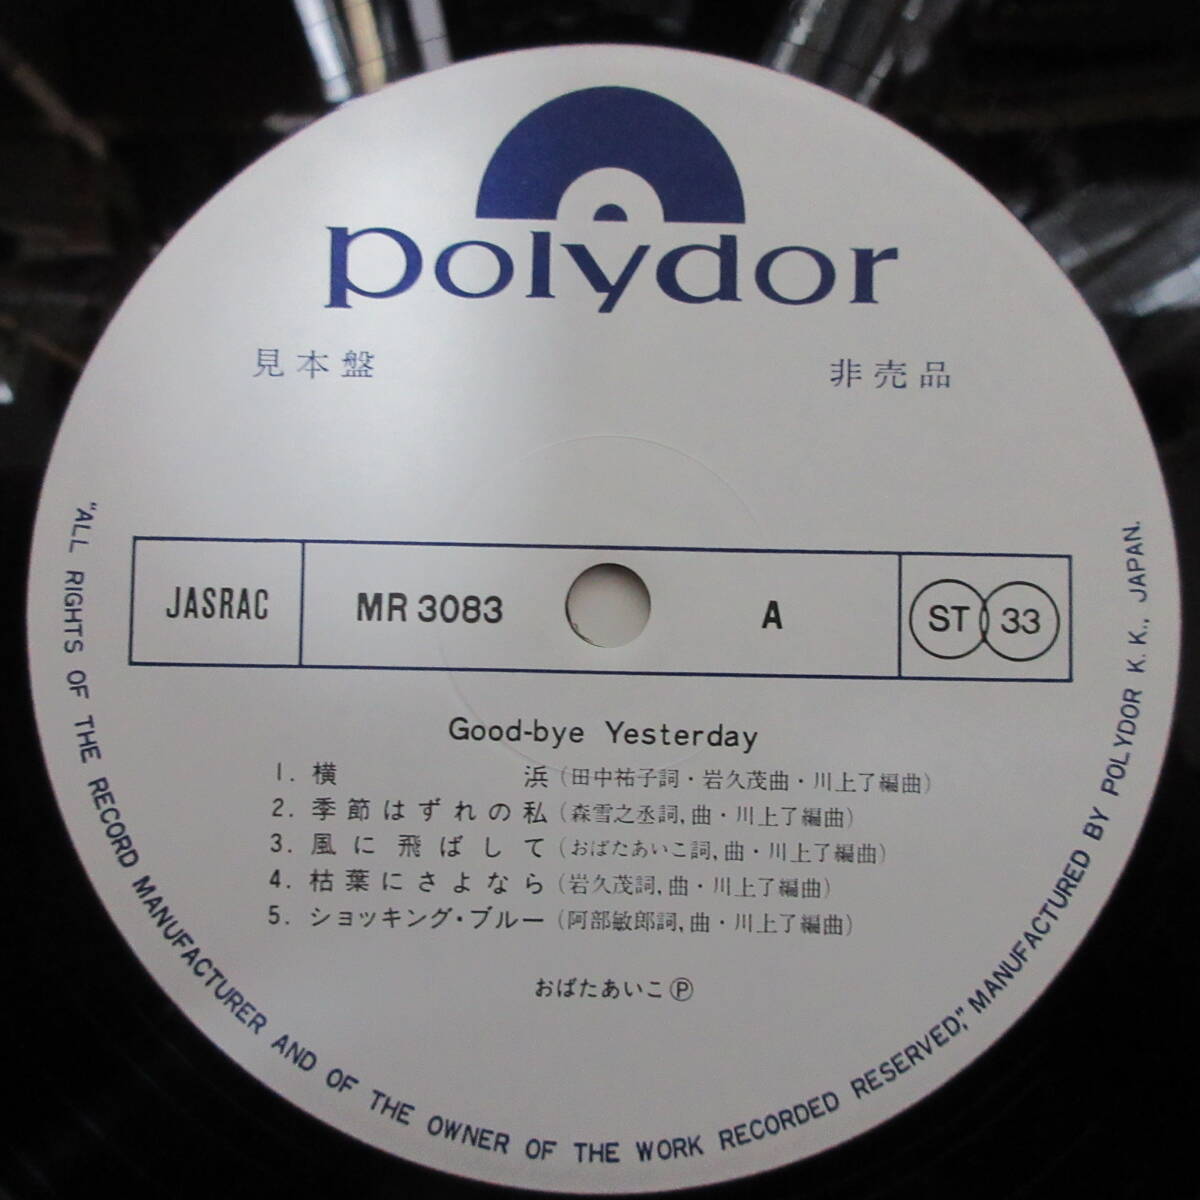 polydor
見本盤
非売品
JASRAC
MR 3083
A
ST 33
Good-bye Yesterday
1. 横浜 (田中祐子詞・岩久茂曲・川上了編曲)
2. 季節はずれの私 (森雪之丞詞,曲・川上了編曲)
3. 風に飛ばして (おばたあいこ詞,曲・川上了編曲)
4. 枯葉にさよなら (岩久茂詞,曲・川上了編曲)
5. ショッキング・ブルー (阿部敏郎詞,曲・川上了編曲)
おばたあいこ Ⓟ
"ALL RIGHTS OF THE RECORD MANUFACTURER AND OF THE OWNER OF THE WORK RECORDED RESERVED," MANUFACTURED BY POLYDOR K. K., JAPAN.